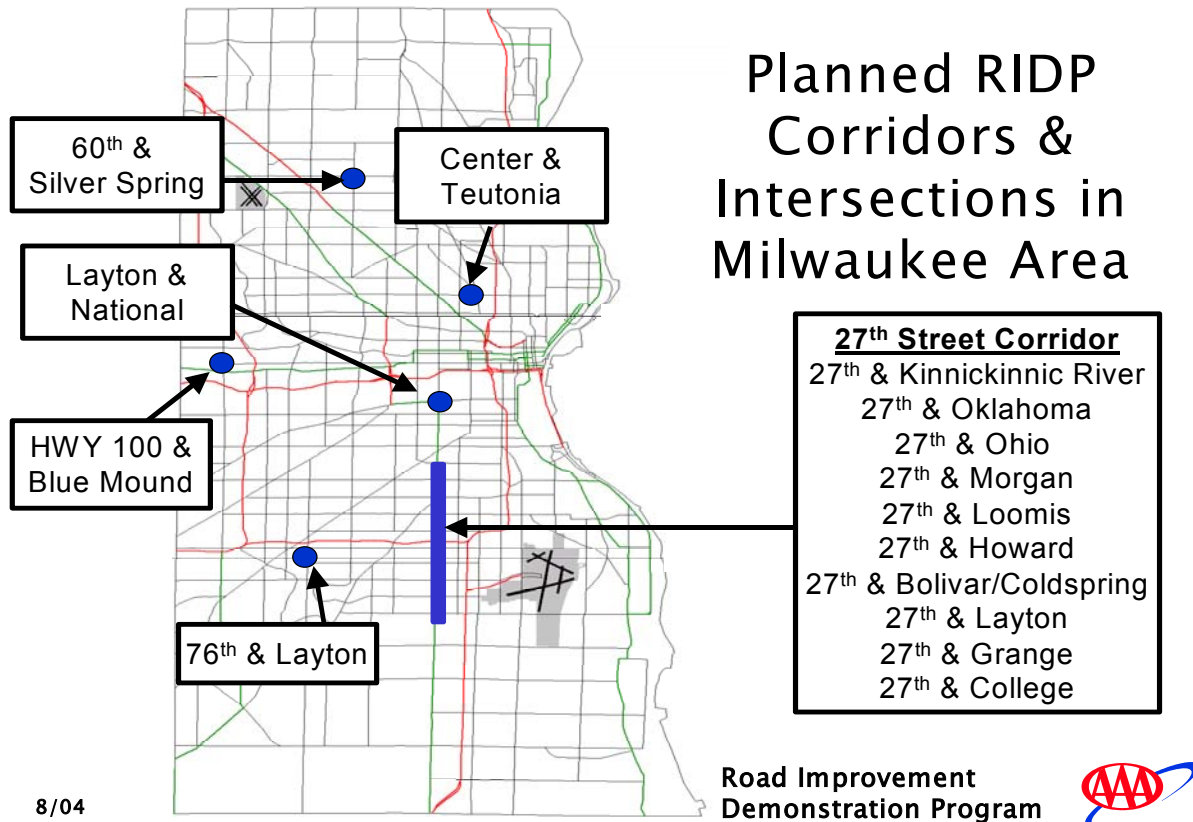 Planned RIDP
Corridors &
Intersections in
Milwaukee Area
60th &
Silver Spring
Center &
Teutonia
Layton &
National
HWY 100 &
Blue Mound
76th & Layton
27th Street Corridor
27th & Kinnickinnic River
27th & Oklahoma
27th & Ohio
27th & Morgan
27th & Loomis
27th & Howard
27th & Bolivar/Coldspring
27th & Layton
27th & Grange
27th & College
8/04
Road Improvement
Demonstration Program
AAA